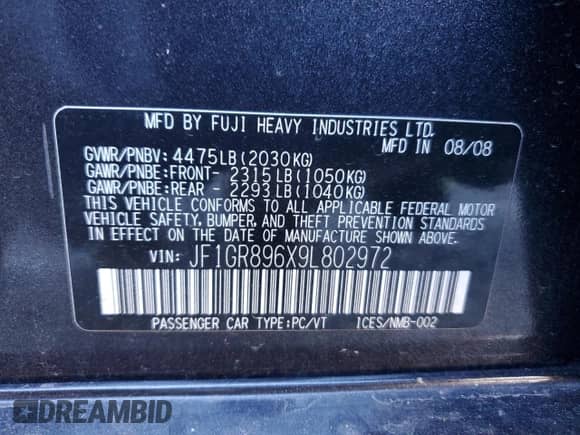 MFD BY FUJI HEAVY INDUSTRIES LTD.
MFD IN 08/08
GVWR/PNBV: 4475LB(2030KG)
GAWR/PNBE:FRONT- 2315LB(1050KG)
GAWR/PNBE:REAR - 2293LB(1040KG)
THIS VEHICLE CONFORMS TO ALL APPLICABLE FEDERAL MOTOR
VEHICLE SAFETY, BUMPER, AND THEFT PREVENTION STANDARDS
IN EFFECT ON THE DATE OF MANUFACTURE SHOWN ABOVE.
VIN: JF1GR896X9L802972
PASSENGER CAR TYPE:PC/VT ICES/NMB-002
DREAMBID